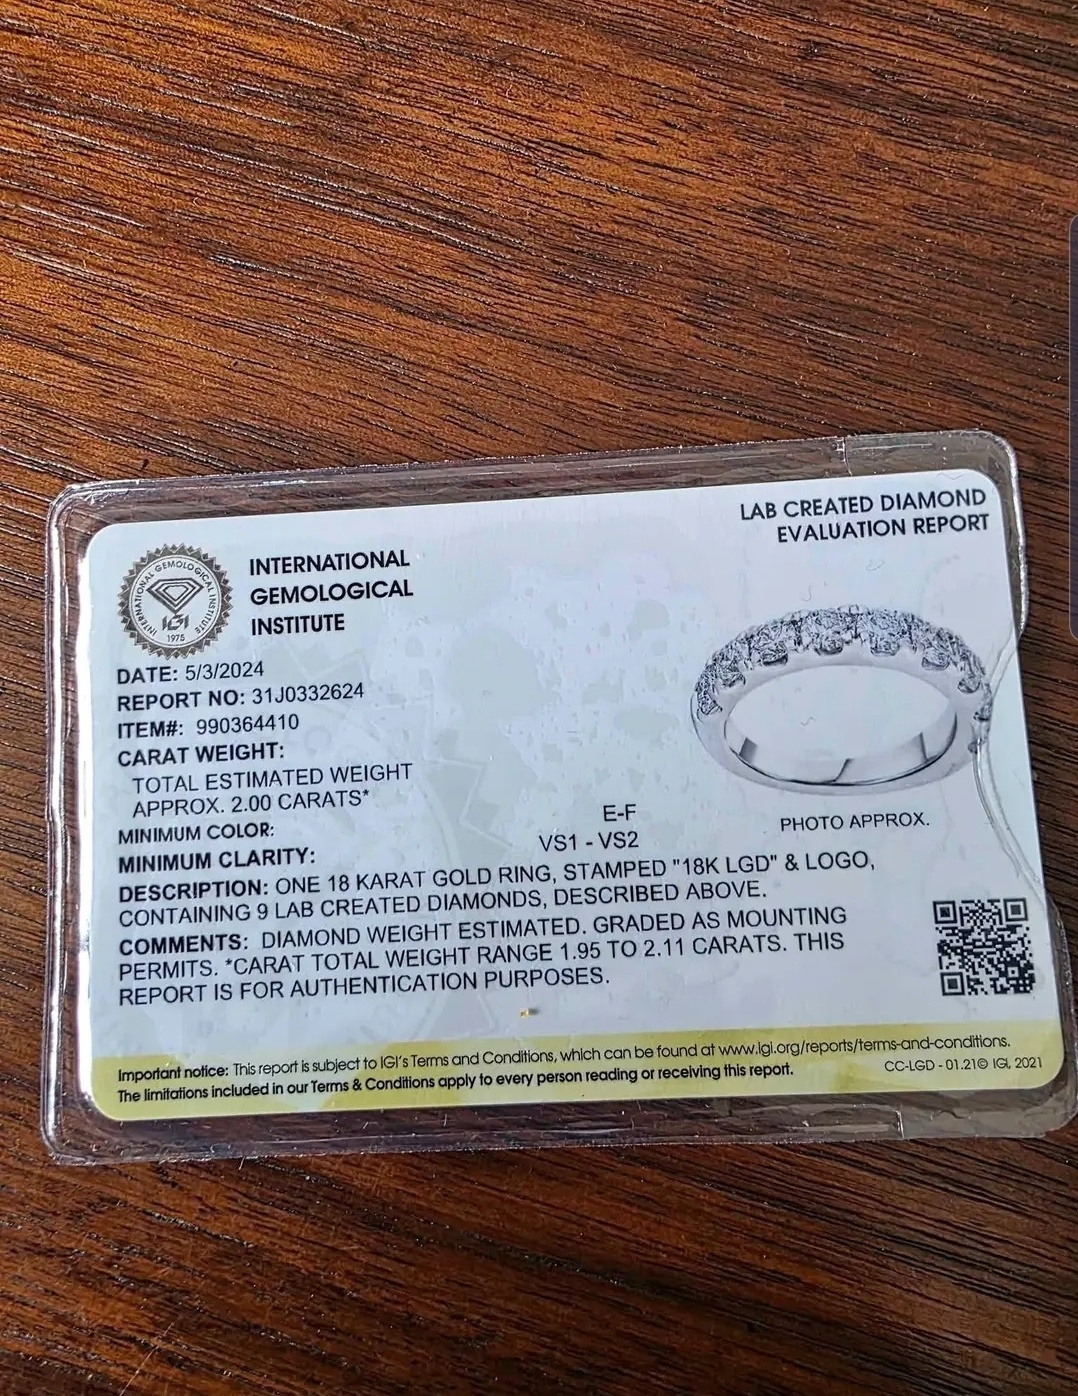 LAB CREATED DIAMOND
EVALUATION REPORT
INTERNATIONAL GEMOLOGICAL INSTITUTE
IGI
1975
INTERNATIONAL
GEMOLOGICAL
INSTITUTE
DATE: 5/3/2024
REPORT NO: 31J0332624
ITEM#: 990364410
CARAT WEIGHT:
TOTAL ESTIMATED WEIGHT
APPROX. 2.00 CARATS*
MINIMUM COLOR: E-F
MINIMUM CLARITY: VS1 - VS2
PHOTO APPROX.
DESCRIPTION: ONE 18 KARAT GOLD RING, STAMPED "18K LGD" & LOGO,
CONTAINING 9 LAB CREATED DIAMONDS, DESCRIBED ABOVE.
COMMENTS: DIAMOND WEIGHT ESTIMATED. GRADED AS MOUNTING
PERMITS. *CARAT TOTAL WEIGHT RANGE 1.95 TO 2.11 CARATS. THIS
REPORT IS FOR AUTHENTICATION PURPOSES.
Important notice: This report is subject to IGI's Terms and Conditions, which can be found at www.igi.org/reports/terms-and-conditions.
The limitations included in our Terms & Conditions apply to every person reading or receiving this report.
CC-LGD - 01.21© IGI, 2021